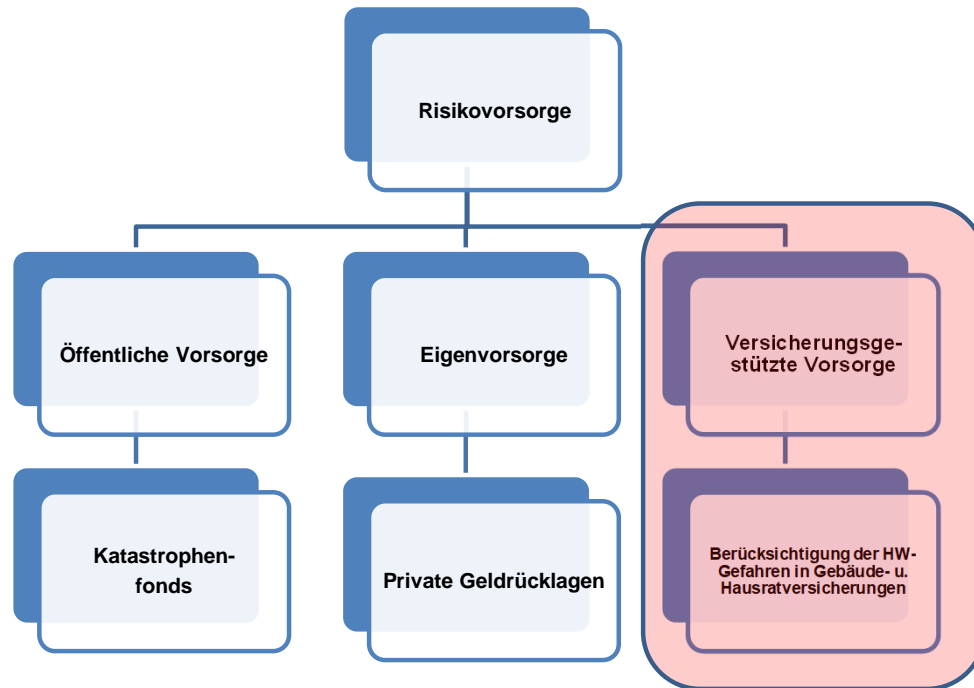 Risikovorsorge
Öffentliche Vorsorge
Eigenvorsorge
Versicherungsge-
stützte Vorsorge
Katastrophen-
fonds
Private Geldrücklagen
Berücksichtigung der HW-
Gefahren in Gebäude- u.
Hausratversicherungen